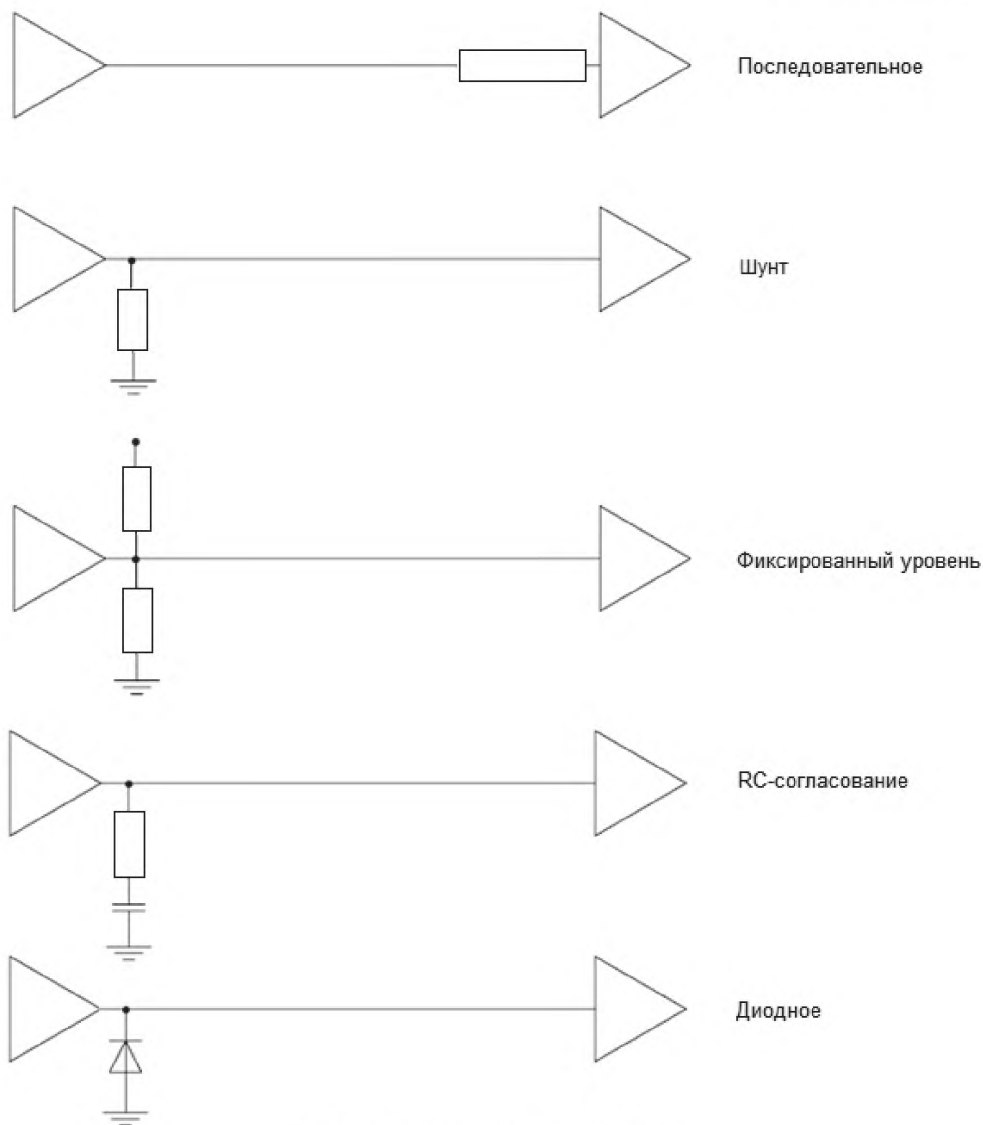 Последовательное
Шунт
Фиксированный уровень
RC-согласование
Диодное